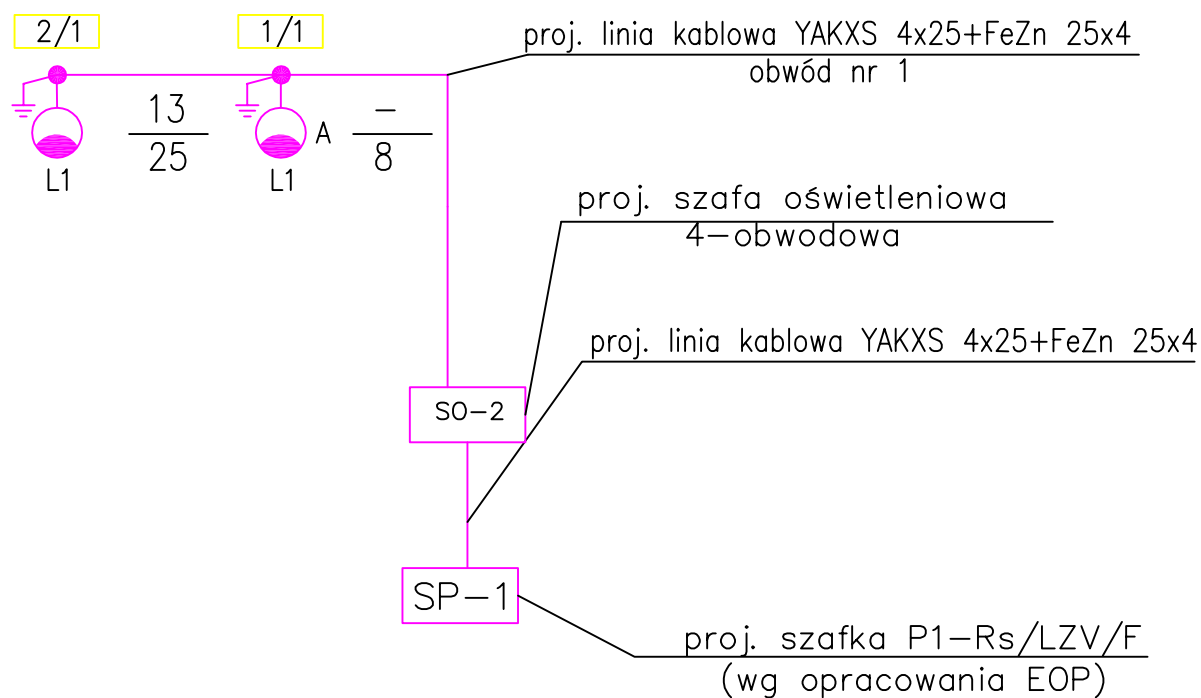 2/1
1/1
proj. linia kablowa YAKXS 4x25+FeZn 25x4
obwód nr 1
13
25
A
–
8
L1
L1
proj. szafa oświetleniowa
4–obwodowa
proj. linia kablowa YAKXS 4x25+FeZn 25x4
SO–2
SP–1
proj. szafka P1–Rs/LZV/F
(wg opracowania EOP)